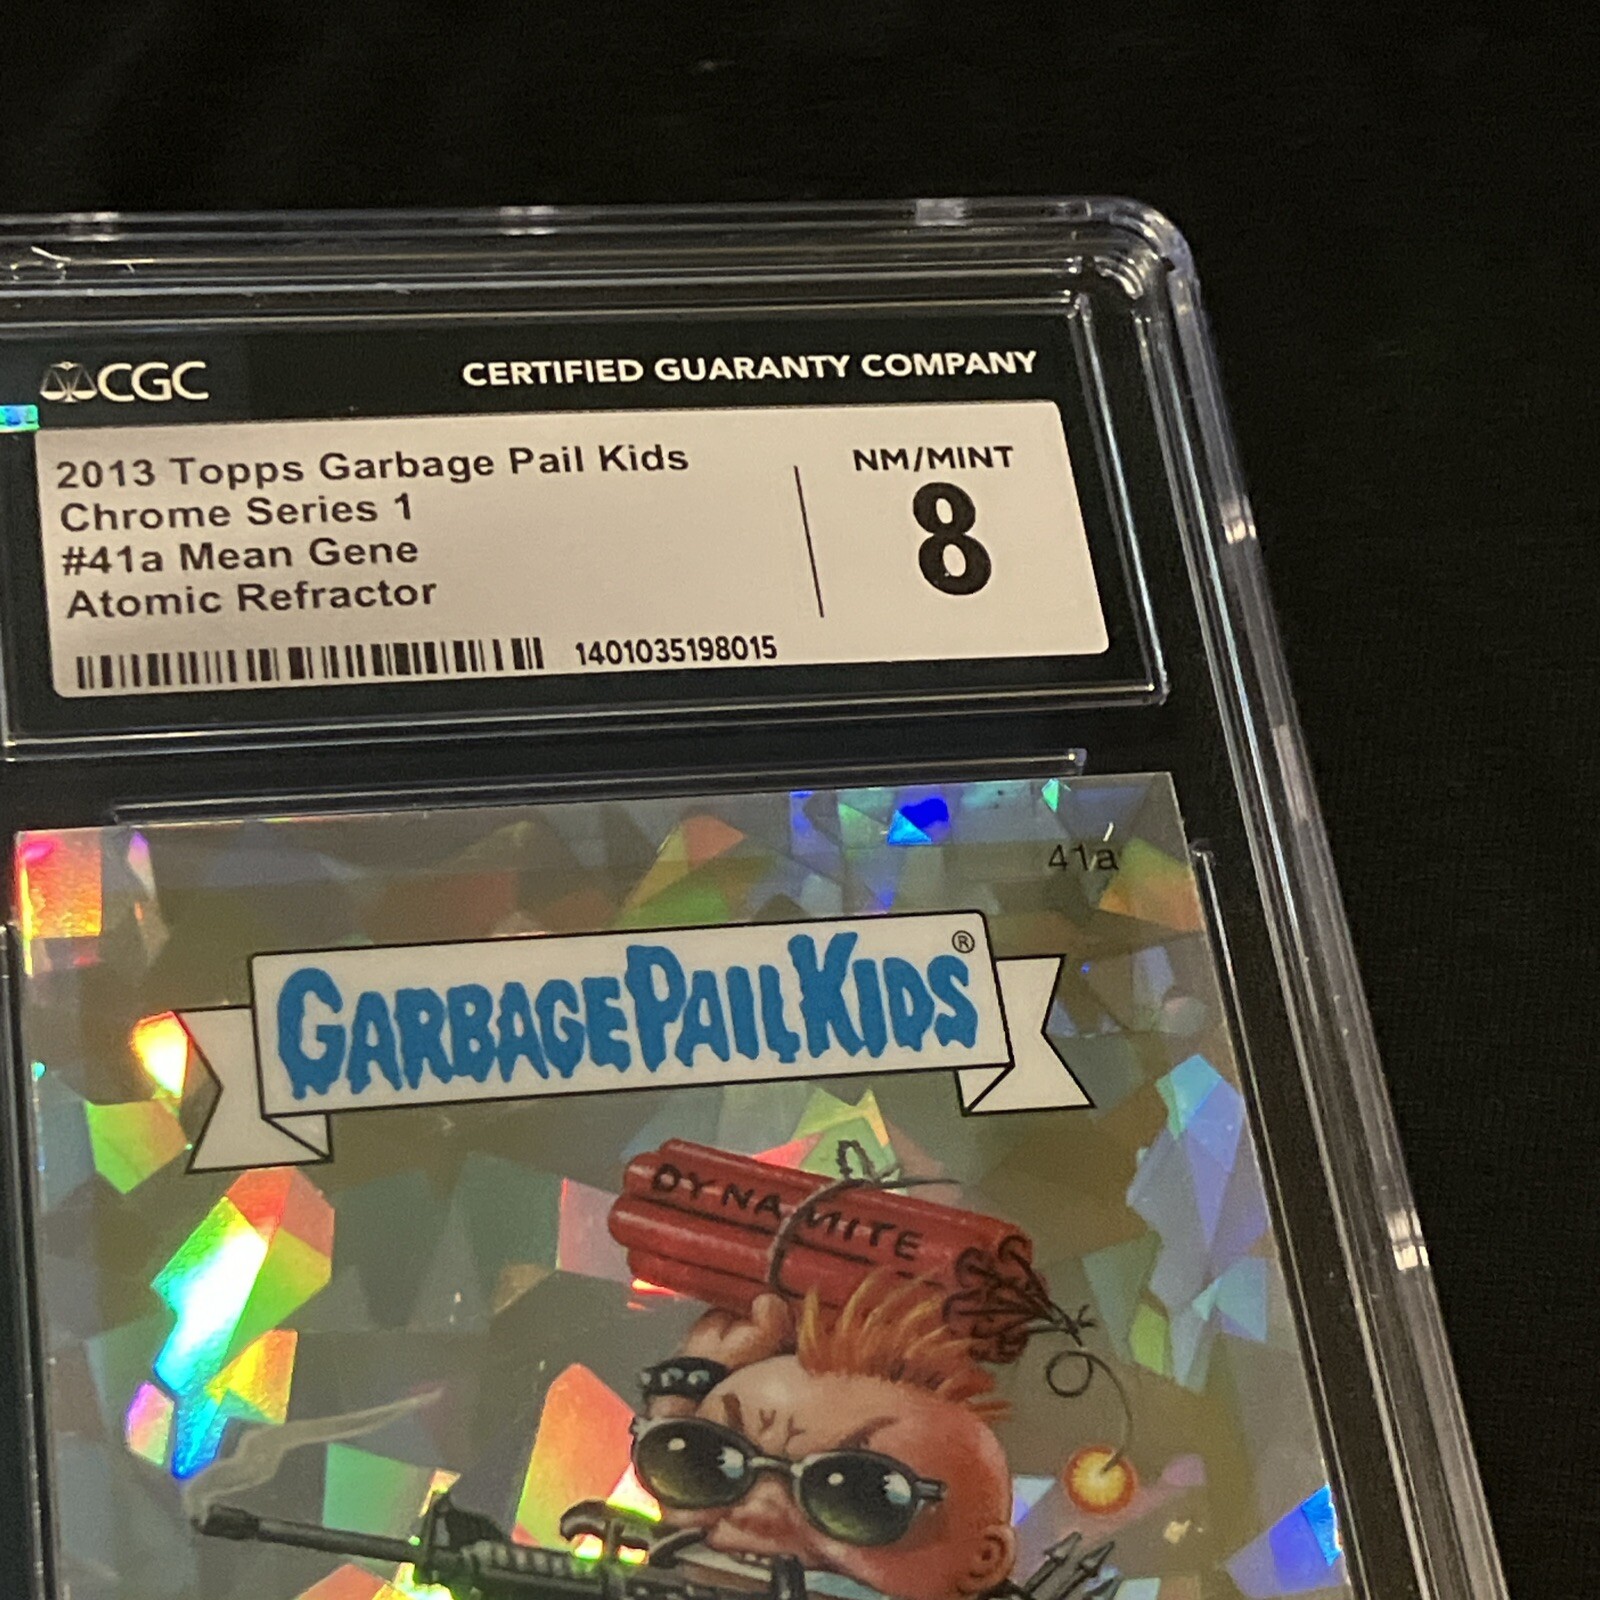 CGC
CERTIFIED GUARANTY COMPANY
2013 Topps Garbage Pail Kids
Chrome Series 1
#41a Mean Gene
Atomic Refractor
NM/MINT
8
1401035198015
41a
GARBAGE PAIL KIDS®
DYNAMITE